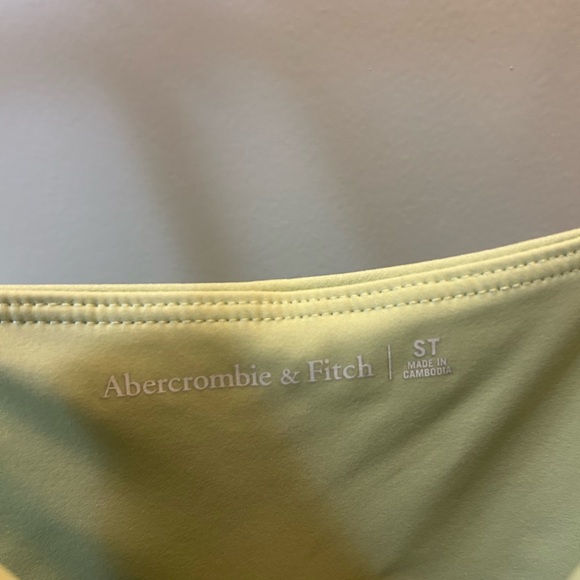 Abercrombie & Fitch | ST
MADE IN
CAMBODIA